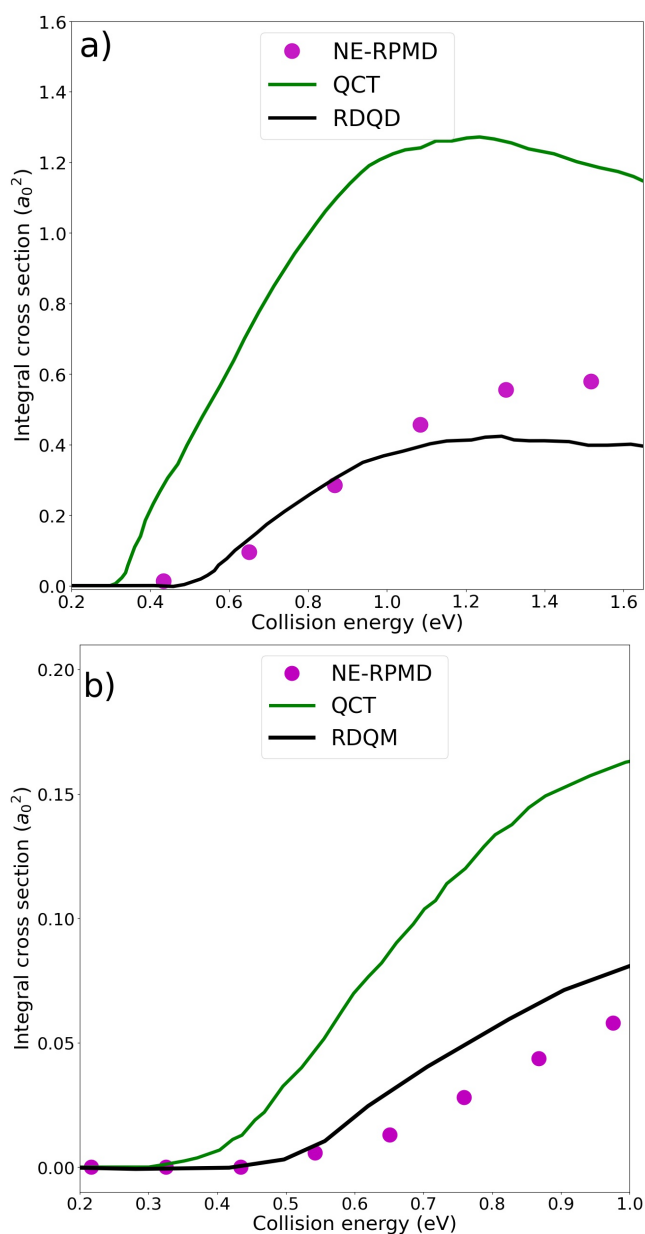 a)
NE-RPMD
QCT
RDQD
Integral cross section (a₀²)
1.6
1.4
1.2
1.0
0.8
0.6
0.4
0.2
0.0
0.2 0.4 0.6 0.8 1.0 1.2 1.4 1.6
Collision energy (eV)
b)
NE-RPMD
QCT
RDQM
Integral cross section (a₀²)
0.20
0.15
0.10
0.05
0.00
0.2 0.3 0.4 0.5 0.6 0.7 0.8 0.9 1.0
Collision energy (eV)